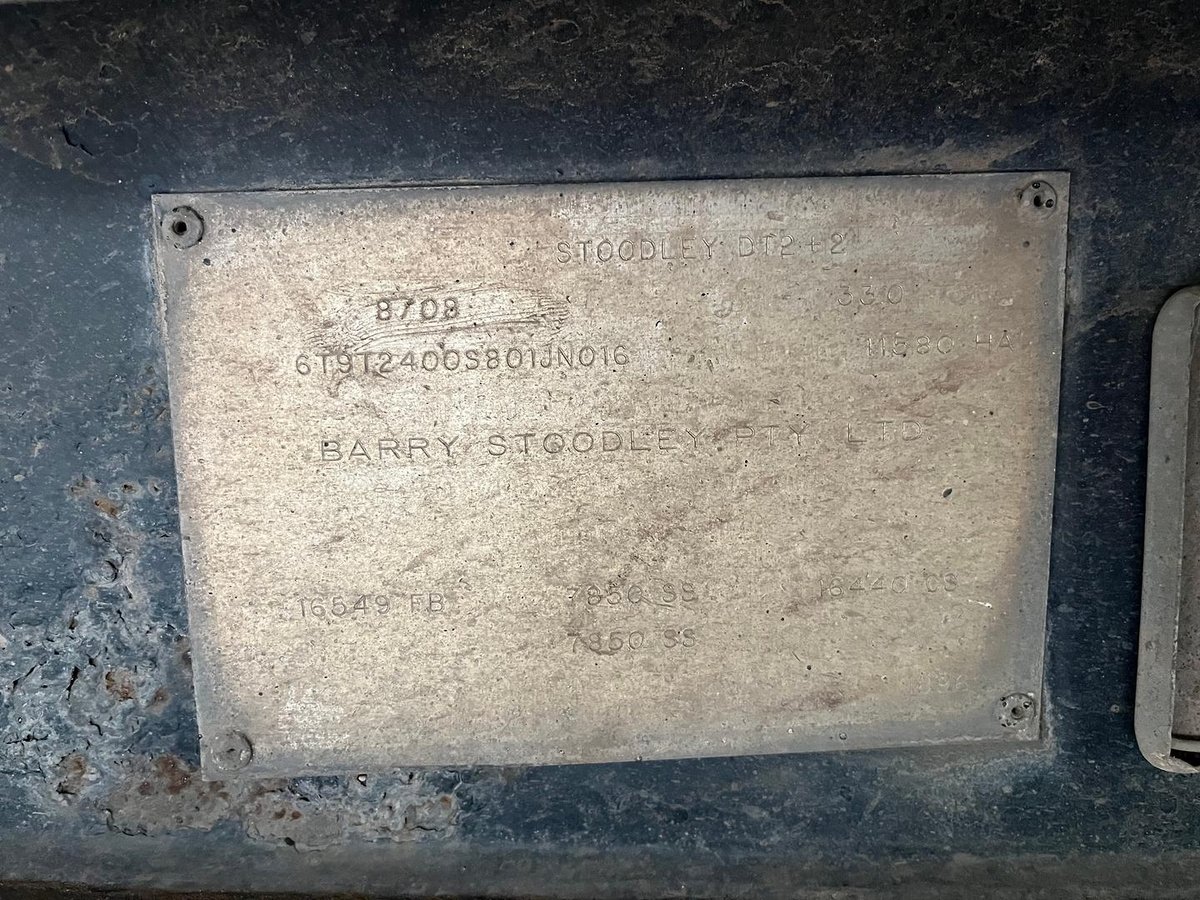 STOODLEY DT2+2
8708 330
6T9T2400S801JN016 11580 HA
BARRY STOODLEY PTY. LTD.
16549 FB 7850 SS 18440 CS
7850 SS